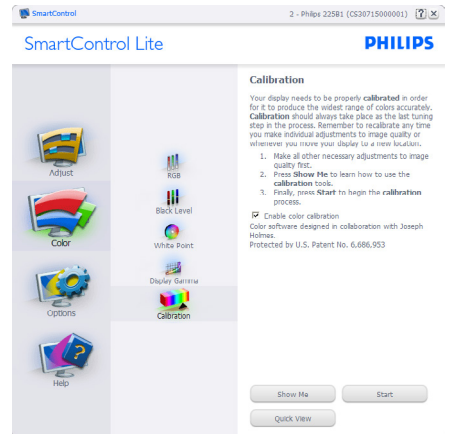 SmartControl
2 - Philips 225B1 (CS30715000001)
SmartControl Lite
PHILIPS
Adjust
Color
Options
Help
RGB
Black Level
White Point
Display Gamma
Calibration
Calibration
Your display needs to be properly calibrated in order
for it to produce the widest range of colors accurately.
Calibration should always take place as the last tuning
step in the process. Remember to recalibrate any time
you make individual adjustments to image quality or
whenever you move your display to a new location.
1. Make all other necessary adjustments to image
quality first.
2. Press Show Me to learn how to use the
calibration tools.
3. Finally, press Start to begin the calibration
process.
Enable color calibration
Color software designed in collaboration with Joseph
Holmes.
Protected by U.S. Patent No. 6,686,953
Show Me
Start
Quick View